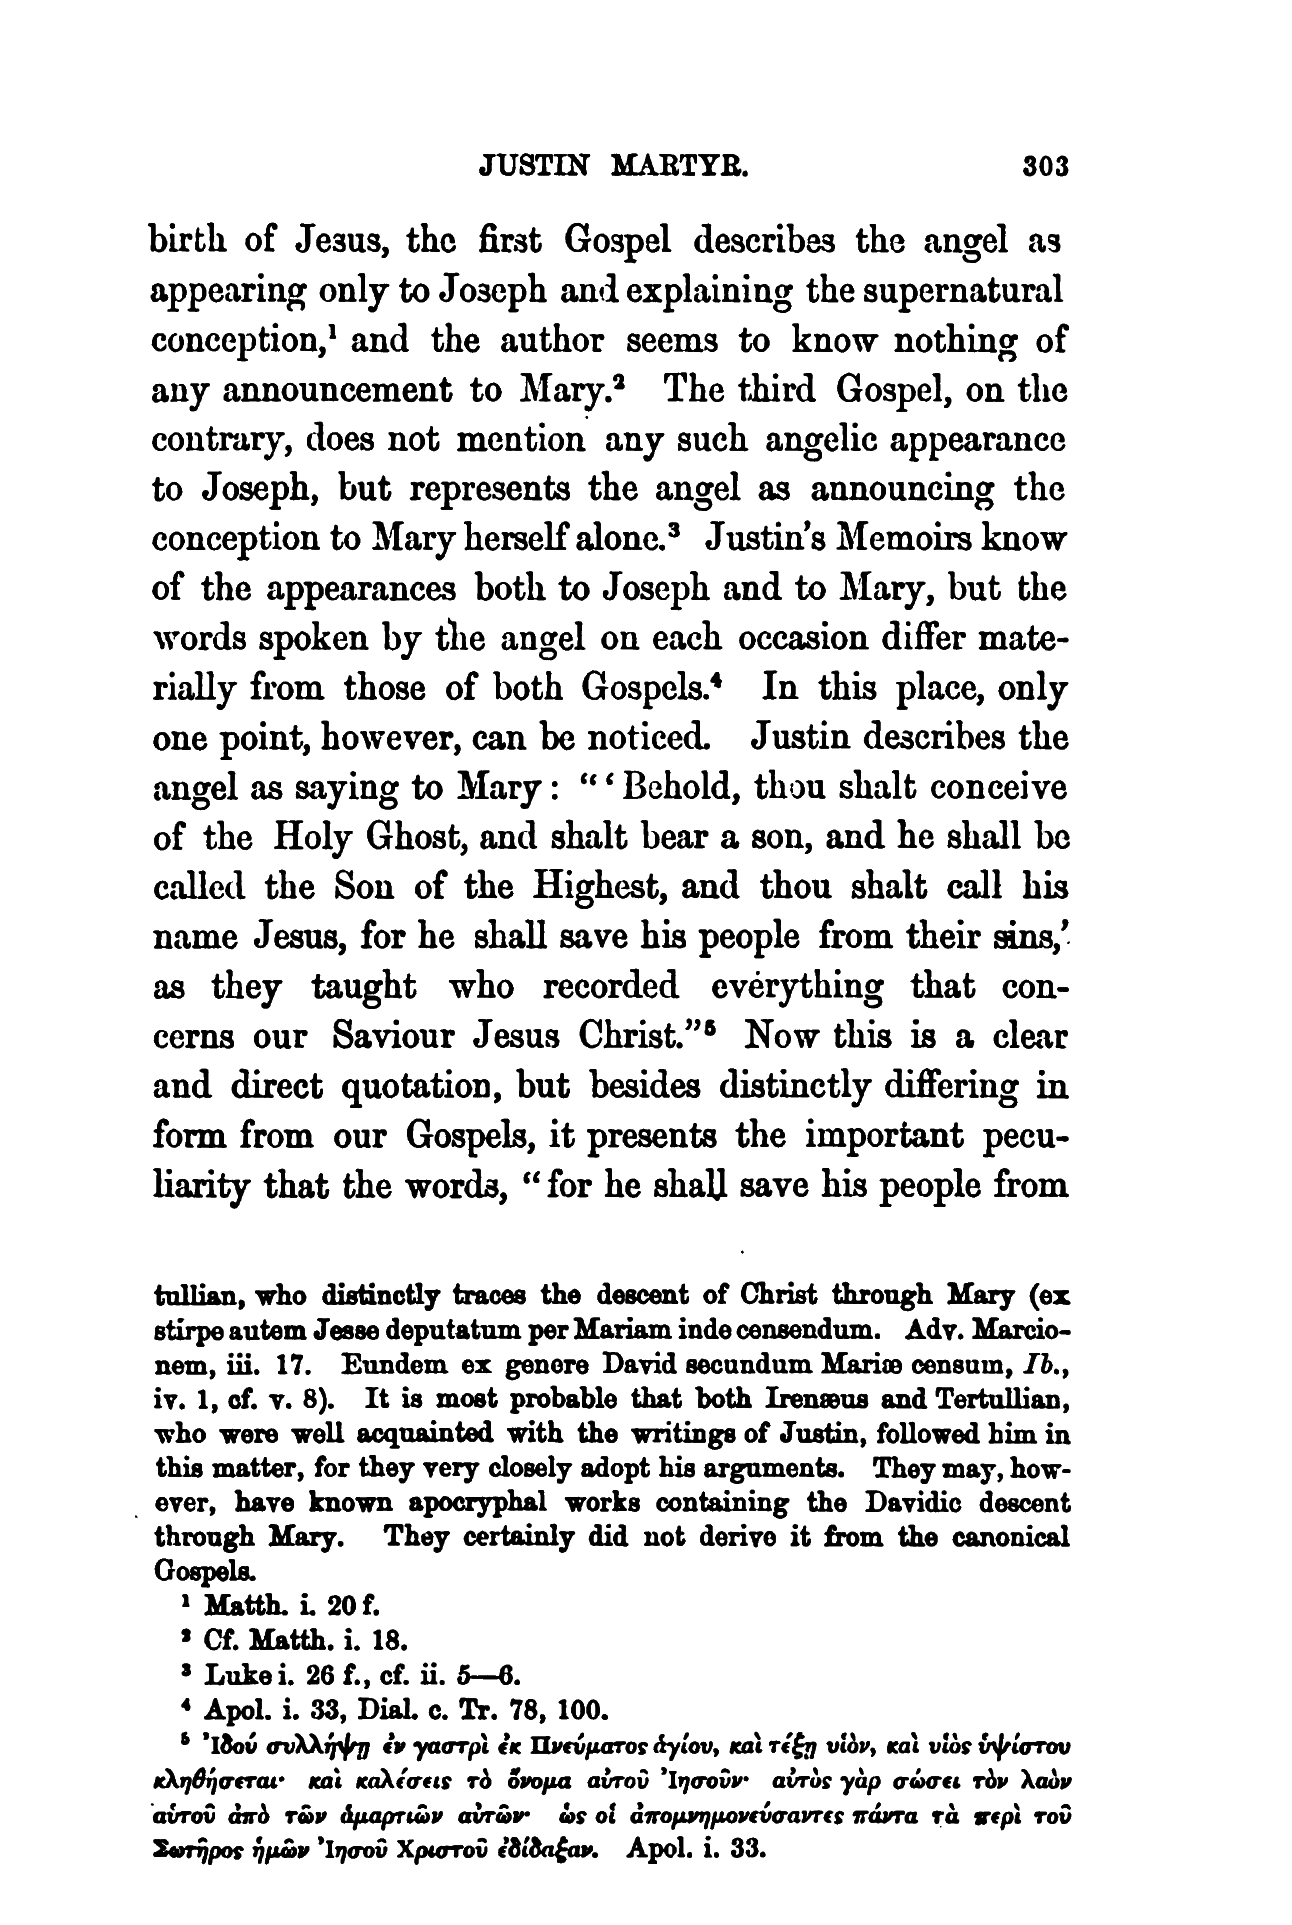 JUSTIN MARTYR. 303
birth of Jesus, the first Gospel describes the angel as
appearing only to Joseph and explaining the supernatural
conception,¹ and the author seems to know nothing of
any announcement to Mary.² The third Gospel, on the
contrary, does not mention any such angelic appearance
to Joseph, but represents the angel as announcing the
conception to Mary herself alone.³ Justin's Memoirs know
of the appearances both to Joseph and to Mary, but the
words spoken by the angel on each occasion differ mate-
rially from those of both Gospels.⁴ In this place, only
one point, however, can be noticed. Justin describes the
angel as saying to Mary: “‘Behold, thou shalt conceive
of the Holy Ghost, and shalt bear a son, and he shall be
called the Son of the Highest, and thou shalt call his
name Jesus, for he shall save his people from their sins,’
as they taught who recorded everything that con-
cerns our Saviour Jesus Christ.”⁵ Now this is a clear
and direct quotation, but besides distinctly differing in
form from our Gospels, it presents the important pecu-
liarity that the words, “for he shall save his people from
tullian, who distinctly traces the descent of Christ through Mary (ex
stirpe autem Jesse deputatum per Mariam inde censendum. Adv. Marcio-
nem, iii. 17. Eundem ex genere David secundum Mariæ censum, Ib.,
iv. 1, cf. v. 8). It is most probable that both Irenæus and Tertullian,
who were well acquainted with the writings of Justin, followed him in
this matter, for they very closely adopt his arguments. They may, how-
ever, have known apocryphal works containing the Davidic descent
through Mary. They certainly did not derive it from the canonical
Gospels.
¹ Matth. i. 20 f.
² Cf. Matth. i. 18.
³ Luke i. 26 f., cf. ii. 5—6.
⁴ Apol. i. 33, Dial. c. Tr. 78, 100.
⁵ Ἰδού συλλήψῃ ἐν γαστρὶ ἐκ Πνεύματος ἁγίου, καὶ τέξῃ υἱὸν, καὶ υἱὸς ὑψίστου
κληθήσεται· καὶ καλέσεις τὸ ὄνομα αὐτοῦ Ἰησοῦν· αὐτὸς γὰρ σώσει τὸν λαὸν
αὑτοῦ ἀπὸ τῶν ἁμαρτιῶν αὐτῶν· ὡς οἱ ἀπομνημονεύσαντες πάντα τὰ περὶ τοῦ
Σωτῆρος ἡμῶν Ἰησοῦ Χριστοῦ ἐδίδαξαν. Apol. i. 33.